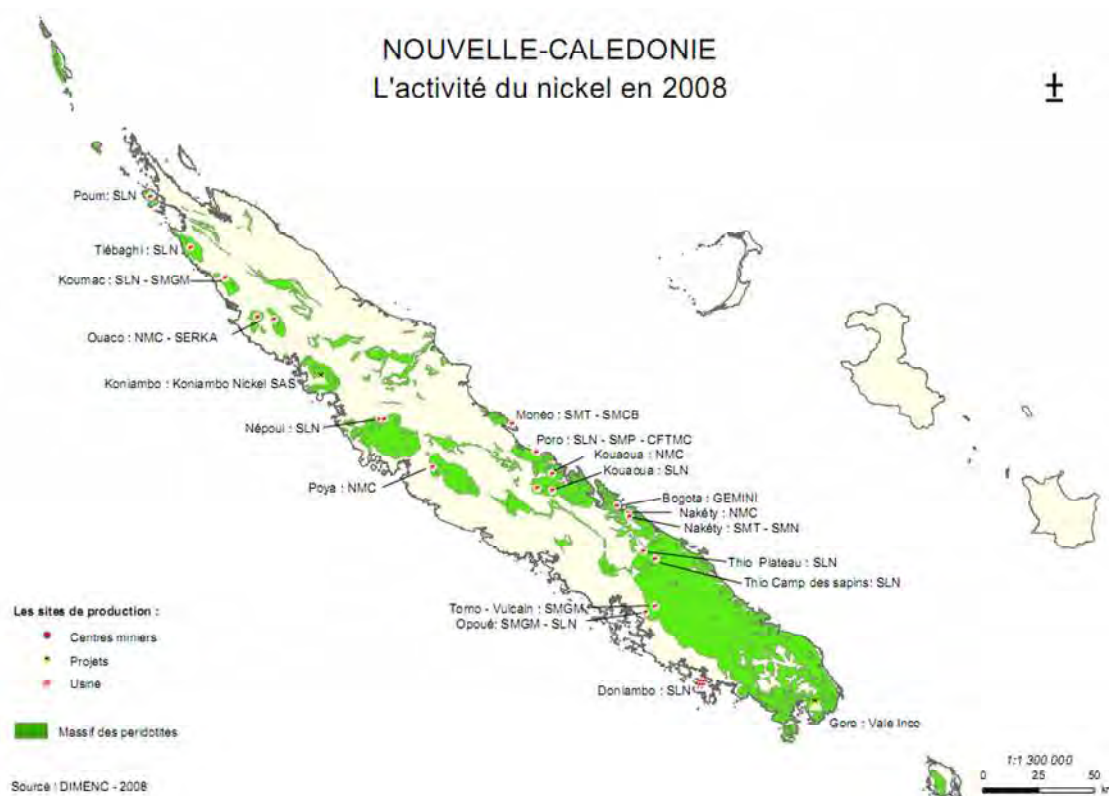 NOUVELLE-CALEDONIE
L'activité du nickel en 2008
Poum: SLN
Tiébaghi : SLN
Koumac : SLN - SMGM
Ouaco : NMC - SERKA
Koniambo : Koniambo Nickel SAS
Népoui : SLN
Poya : NMC
Monéo : SMT - SMCB
Poro : SLN - SMP - CFTMC
Kouaoua : NMC
Kouaoua : SLN
Bogota : GEMINI
Nakéty : NMC
Nakéty : SMT - SMN
Thio Plateau : SLN
Thio Camp des sapins: SLN
Tomo - Vulcain : SMGM
Opoué: SMGM - SLN
Doniambo : SLN
Goro : Vale Inco
Les sites de production :
Centres miniers
Projets
Usine
Massif des peridotites
Source : DIMENC - 2008
1:1 300 000
0 25 50
km